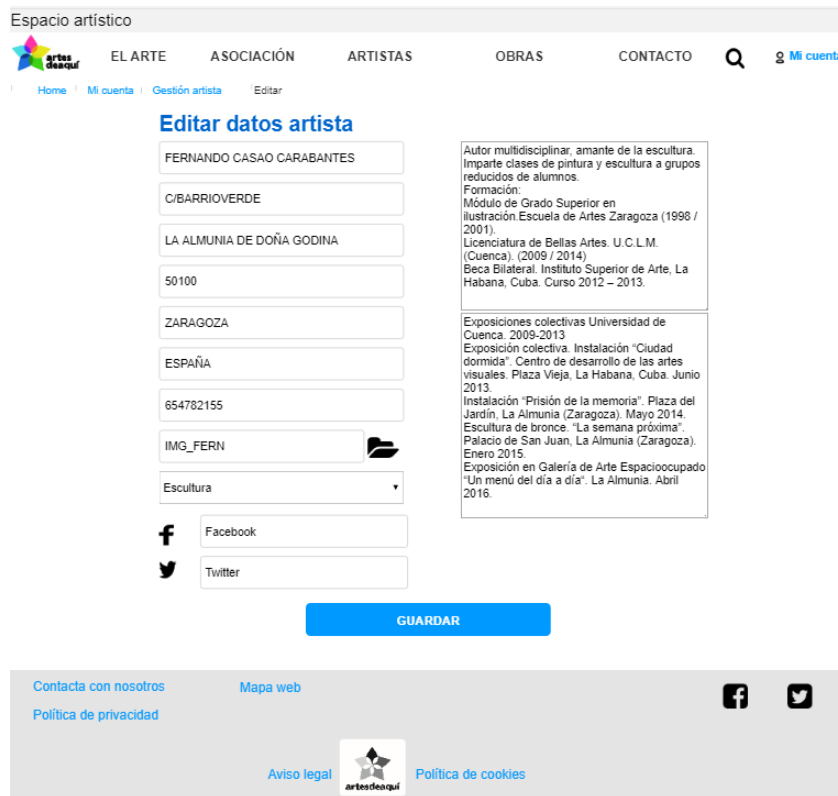 Espacio artístico
artes
deaquí
EL ARTE ASOCIACIÓN ARTISTAS OBRAS CONTACTO Mi cuenta
Home Mi cuenta Gestión artista Editar
Editar datos artista
FERNANDO CASAO CARABANTES
C/BARRIOVERDE
LA ALMUNIA DE DOÑA GODINA
50100
ZARAGOZA
ESPAÑA
654782155
IMG_FERN
Escultura
Facebook
Twitter
Autor multidisciplinar, amante de la escultura.
Imparte clases de pintura y escultura a grupos
reducidos de alumnos.
Formación:
Módulo de Grado Superior en
ilustración.Escuela de Artes Zaragoza (1998 /
2001).
Licenciatura de Bellas Artes. U.C.L.M.
(Cuenca). (2009 / 2014)
Beca Bilateral. Instituto Superior de Arte, La
Habana, Cuba. Curso 2012 – 2013.
Exposiciones colectivas Universidad de
Cuenca. 2009-2013
Exposición colectiva. Instalación “Ciudad
dormida”. Centro de desarrollo de las artes
visuales. Plaza Vieja, La Habana, Cuba. Junio
2013.
Instalación “Prisión de la memoria”. Plaza del
Jardín, La Almunia (Zaragoza). Mayo 2014.
Escultura de bronce. “La semana próxima”.
Palacio de San Juan, La Almunia (Zaragoza).
Enero 2015.
Exposición en Galería de Arte Espacioocupado
“Un menú del día a día“. La Almunia. Abril
2016.
GUARDAR
Contacta con nosotros Mapa web
Política de privacidad
Aviso legal artesdeaquí Política de cookies